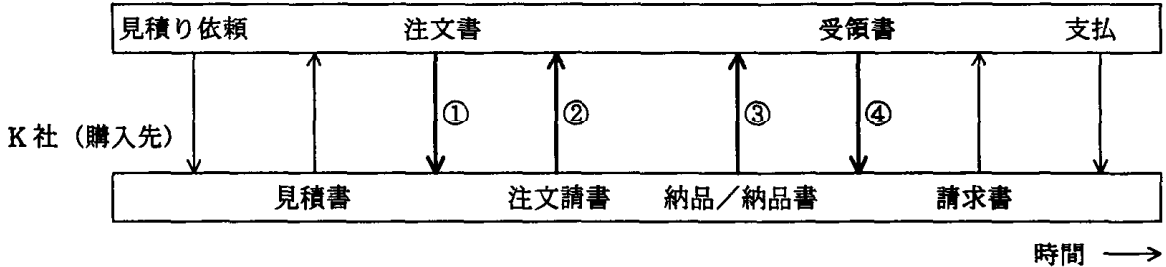 見積り依頼 注文書 受領書 支払
① ② ③ ④
K社（購入先）
見積書 注文請書 納品／納品書 請求書
時間